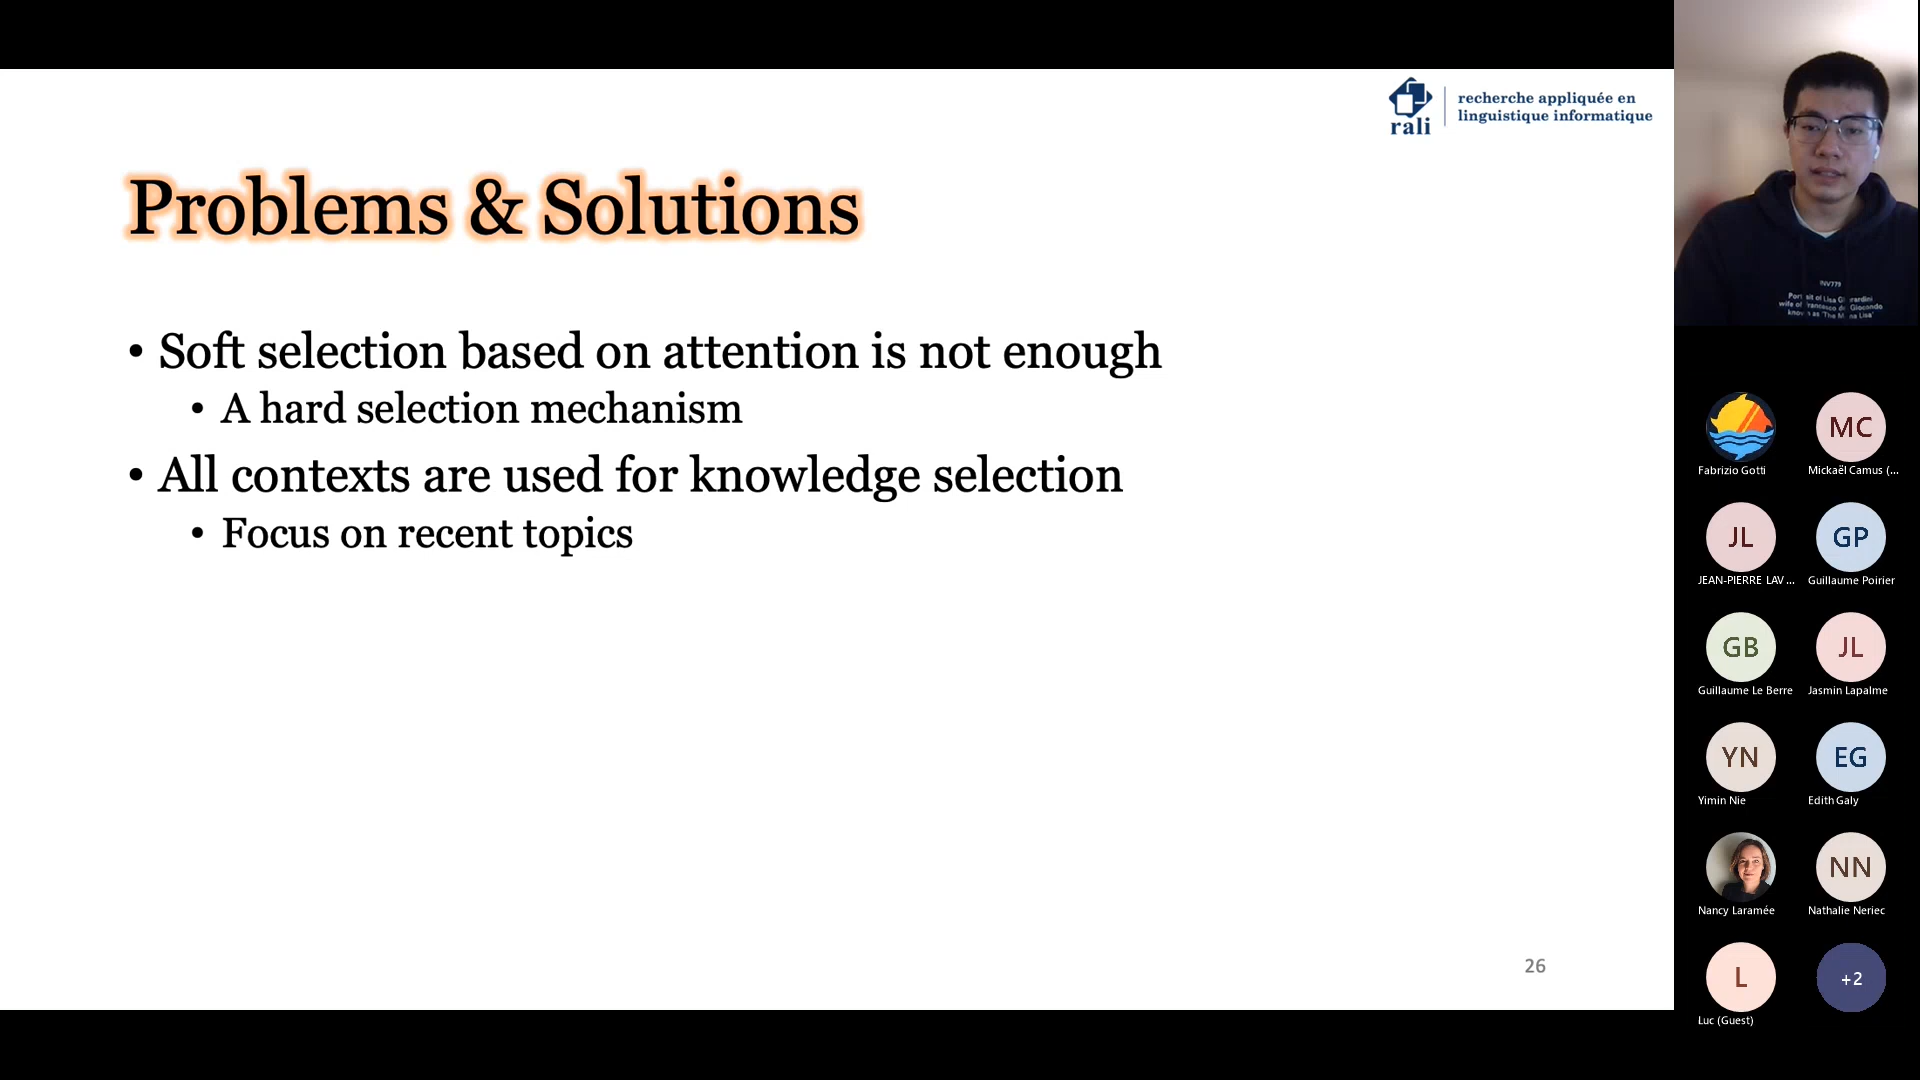 rali
recherche appliquée en
linguistique informatique
Problems & Solutions
• Soft selection based on attention is not enough
• A hard selection mechanism
• All contexts are used for knowledge selection
• Focus on recent topics
26
INV779
Fabrizio Gotti
MC
Mickaël Camus (...
JL
JEAN-PIERRE LAV...
GP
Guillaume Poirier
GB
Guillaume Le Berre
JL
Jasmin Lapalme
YN
Yimin Nie
EG
Edith Galy
Nancy Laramée
NN
Nathalie Neriec
L
Luc (Guest)
+2